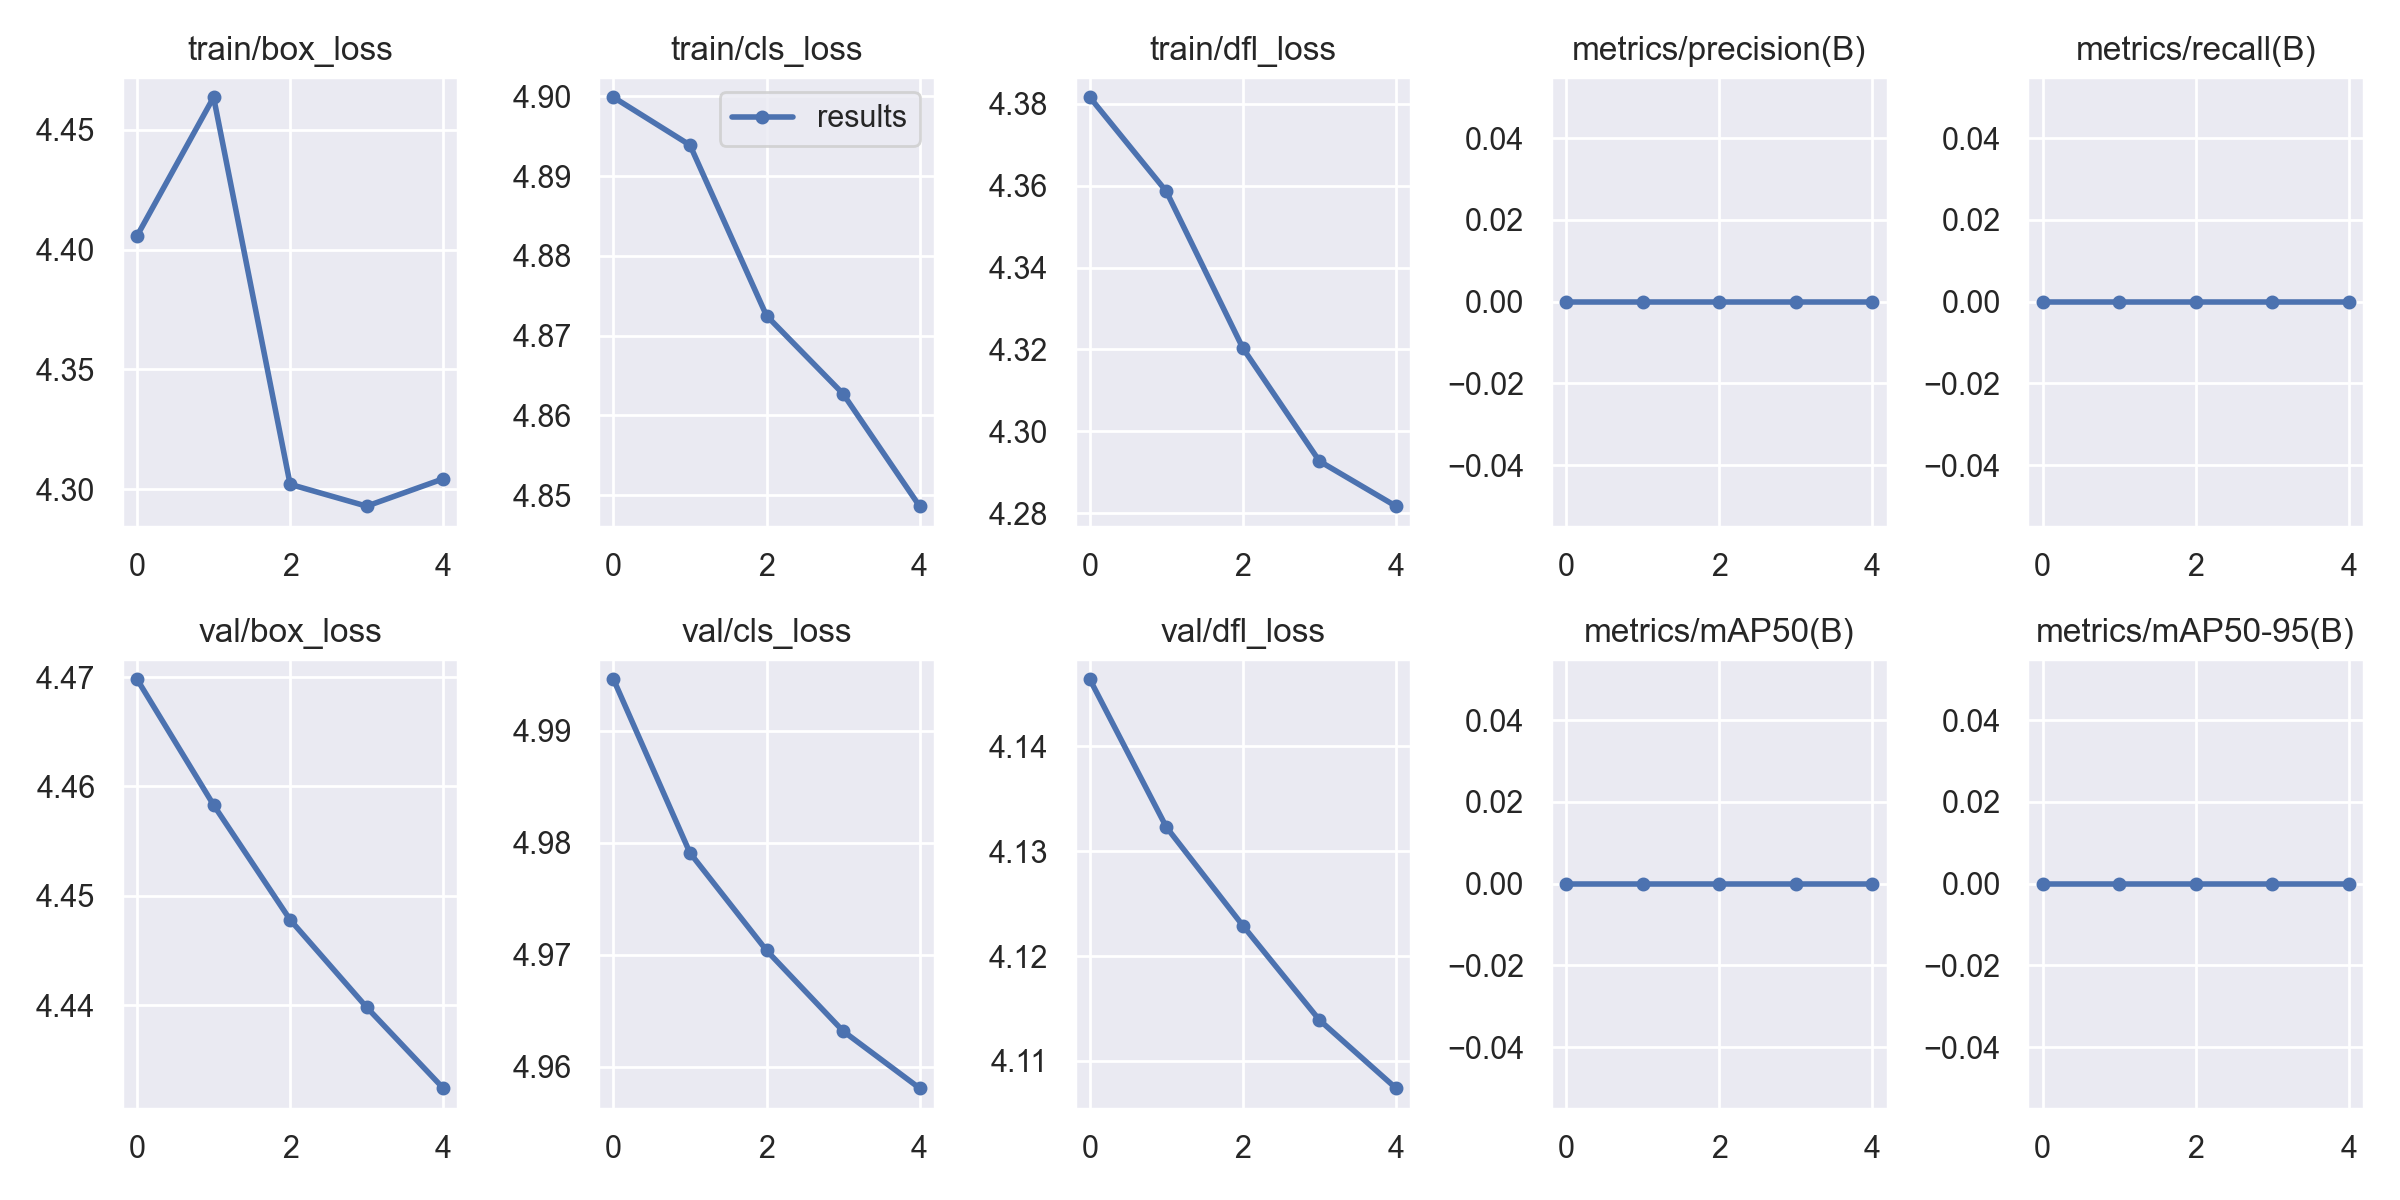 train/box_loss
4.45
4.40
4.35
4.30
0 2 4
train/cls_loss
results
4.90
4.89
4.88
4.87
4.86
4.85
0 2 4
train/dfl_loss
4.38
4.36
4.34
4.32
4.30
4.28
0 2 4
metrics/precision(B)
0.04
0.02
0.00
−0.02
−0.04
0 2 4
metrics/recall(B)
0.04
0.02
0.00
−0.02
−0.04
0 2 4
val/box_loss
4.47
4.46
4.45
4.44
0 2 4
val/cls_loss
4.99
4.98
4.97
4.96
0 2 4
val/dfl_loss
4.14
4.13
4.12
4.11
0 2 4
metrics/mAP50(B)
0.04
0.02
0.00
−0.02
−0.04
0 2 4
metrics/mAP50-95(B)
0.04
0.02
0.00
−0.02
−0.04
0 2 4